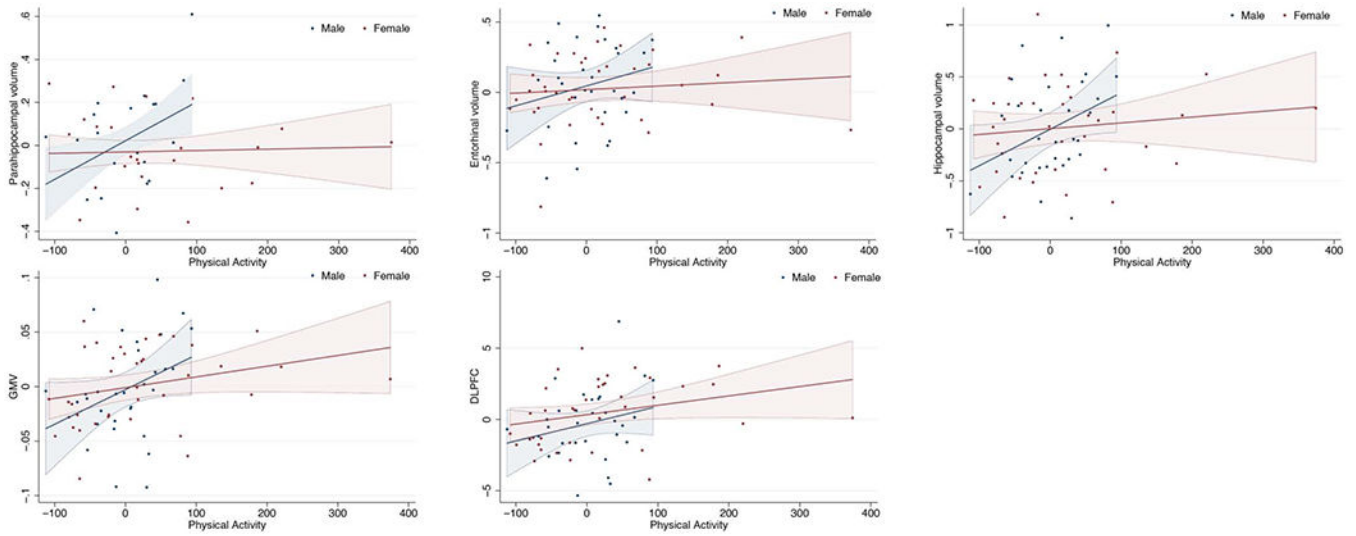 Male Female
Parahippocampal volume
.6
.4
.2
0
-.2
-.4
-100 0 100 200 300 400
Physical Activity
Male Female
Entorhinal volume
.5
0
-.5
-1
-100 0 100 200 300 400
Physical Activity
Male Female
Hippocampal volume
1
.5
0
-.5
-1
-100 0 100 200 300 400
Physical Activity
Male Female
GMV
.1
.05
0
-.05
-.1
-100 0 100 200 300 400
Physical Activity
Male Female
DLPFC
10
5
0
-5
-100 0 100 200 300 400
Physical Activity